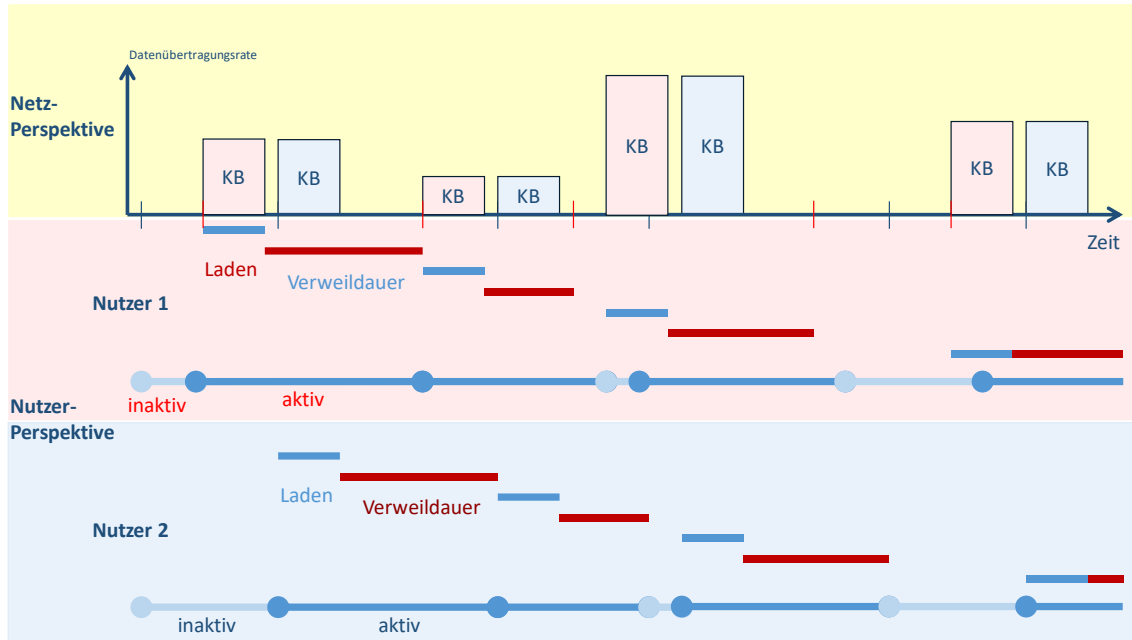 Datenübertragungsrate
Netz-
Perspektive
KB
KB
KB
KB
KB
KB
KB
KB
Zeit
Laden
Verweildauer
Nutzer 1
inaktiv
aktiv
Nutzer-
Perspektive
Laden
Verweildauer
Nutzer 2
inaktiv
aktiv